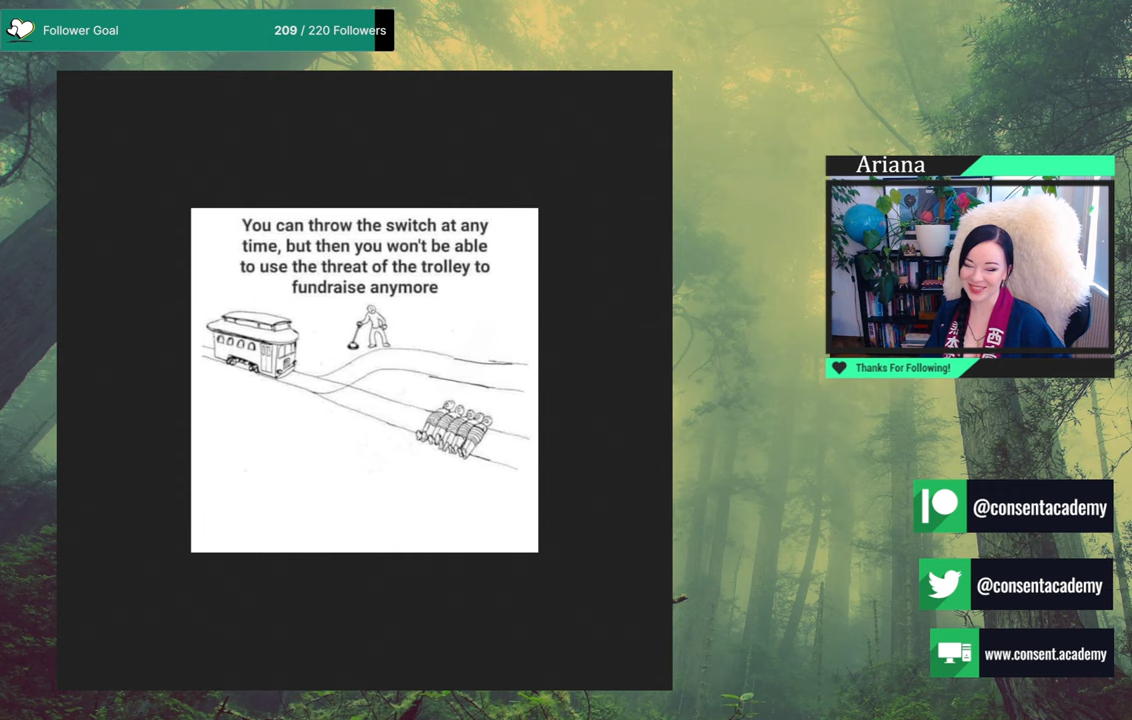 Follower Goal
209 / 220 Followers
You can throw the switch at any
time, but then you won't be able
to use the threat of the trolley to
fundraise anymore
Ariana
Thanks For Following!
@consentacademy
@consentacademy
www.consent.academy